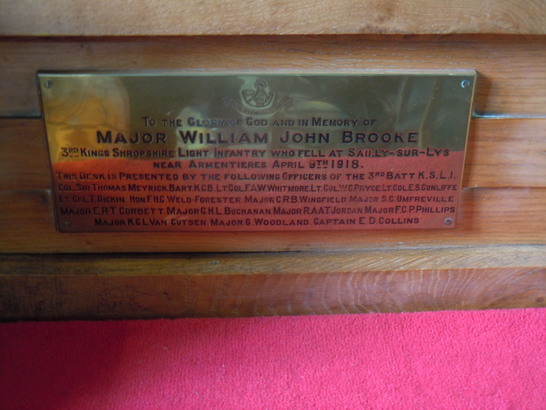 To the Glory of God and in Memory of
Major William John Brooke
3rd Kings Shropshire Light Infantry who fell at Sailly-sur-Lys
near Armentieres April 9th 1918.
This Desk is Presented by the following Officers of the 3rd Batt K.S.L.I.
Col. Sir Thomas Meyrick Bart. K.C.B. Lt Col. F.A.W Whitmore Lt. Col. W.C. Pryce Lt. Col. E.S. Cunliffe
Lt Col. T. Dickin Hon F.H.C. Weld-Forester Major C.R.B. Wingfield Major S.G. Umfreville
Major E.R.T. Corbett. Major G.H.L. Buchanan Major R.A.A.T. Jordan Major F.C.P. Phillips
Major K.C.L. Van Cutsen. Major G. Woodland. Captain E.D. Collins